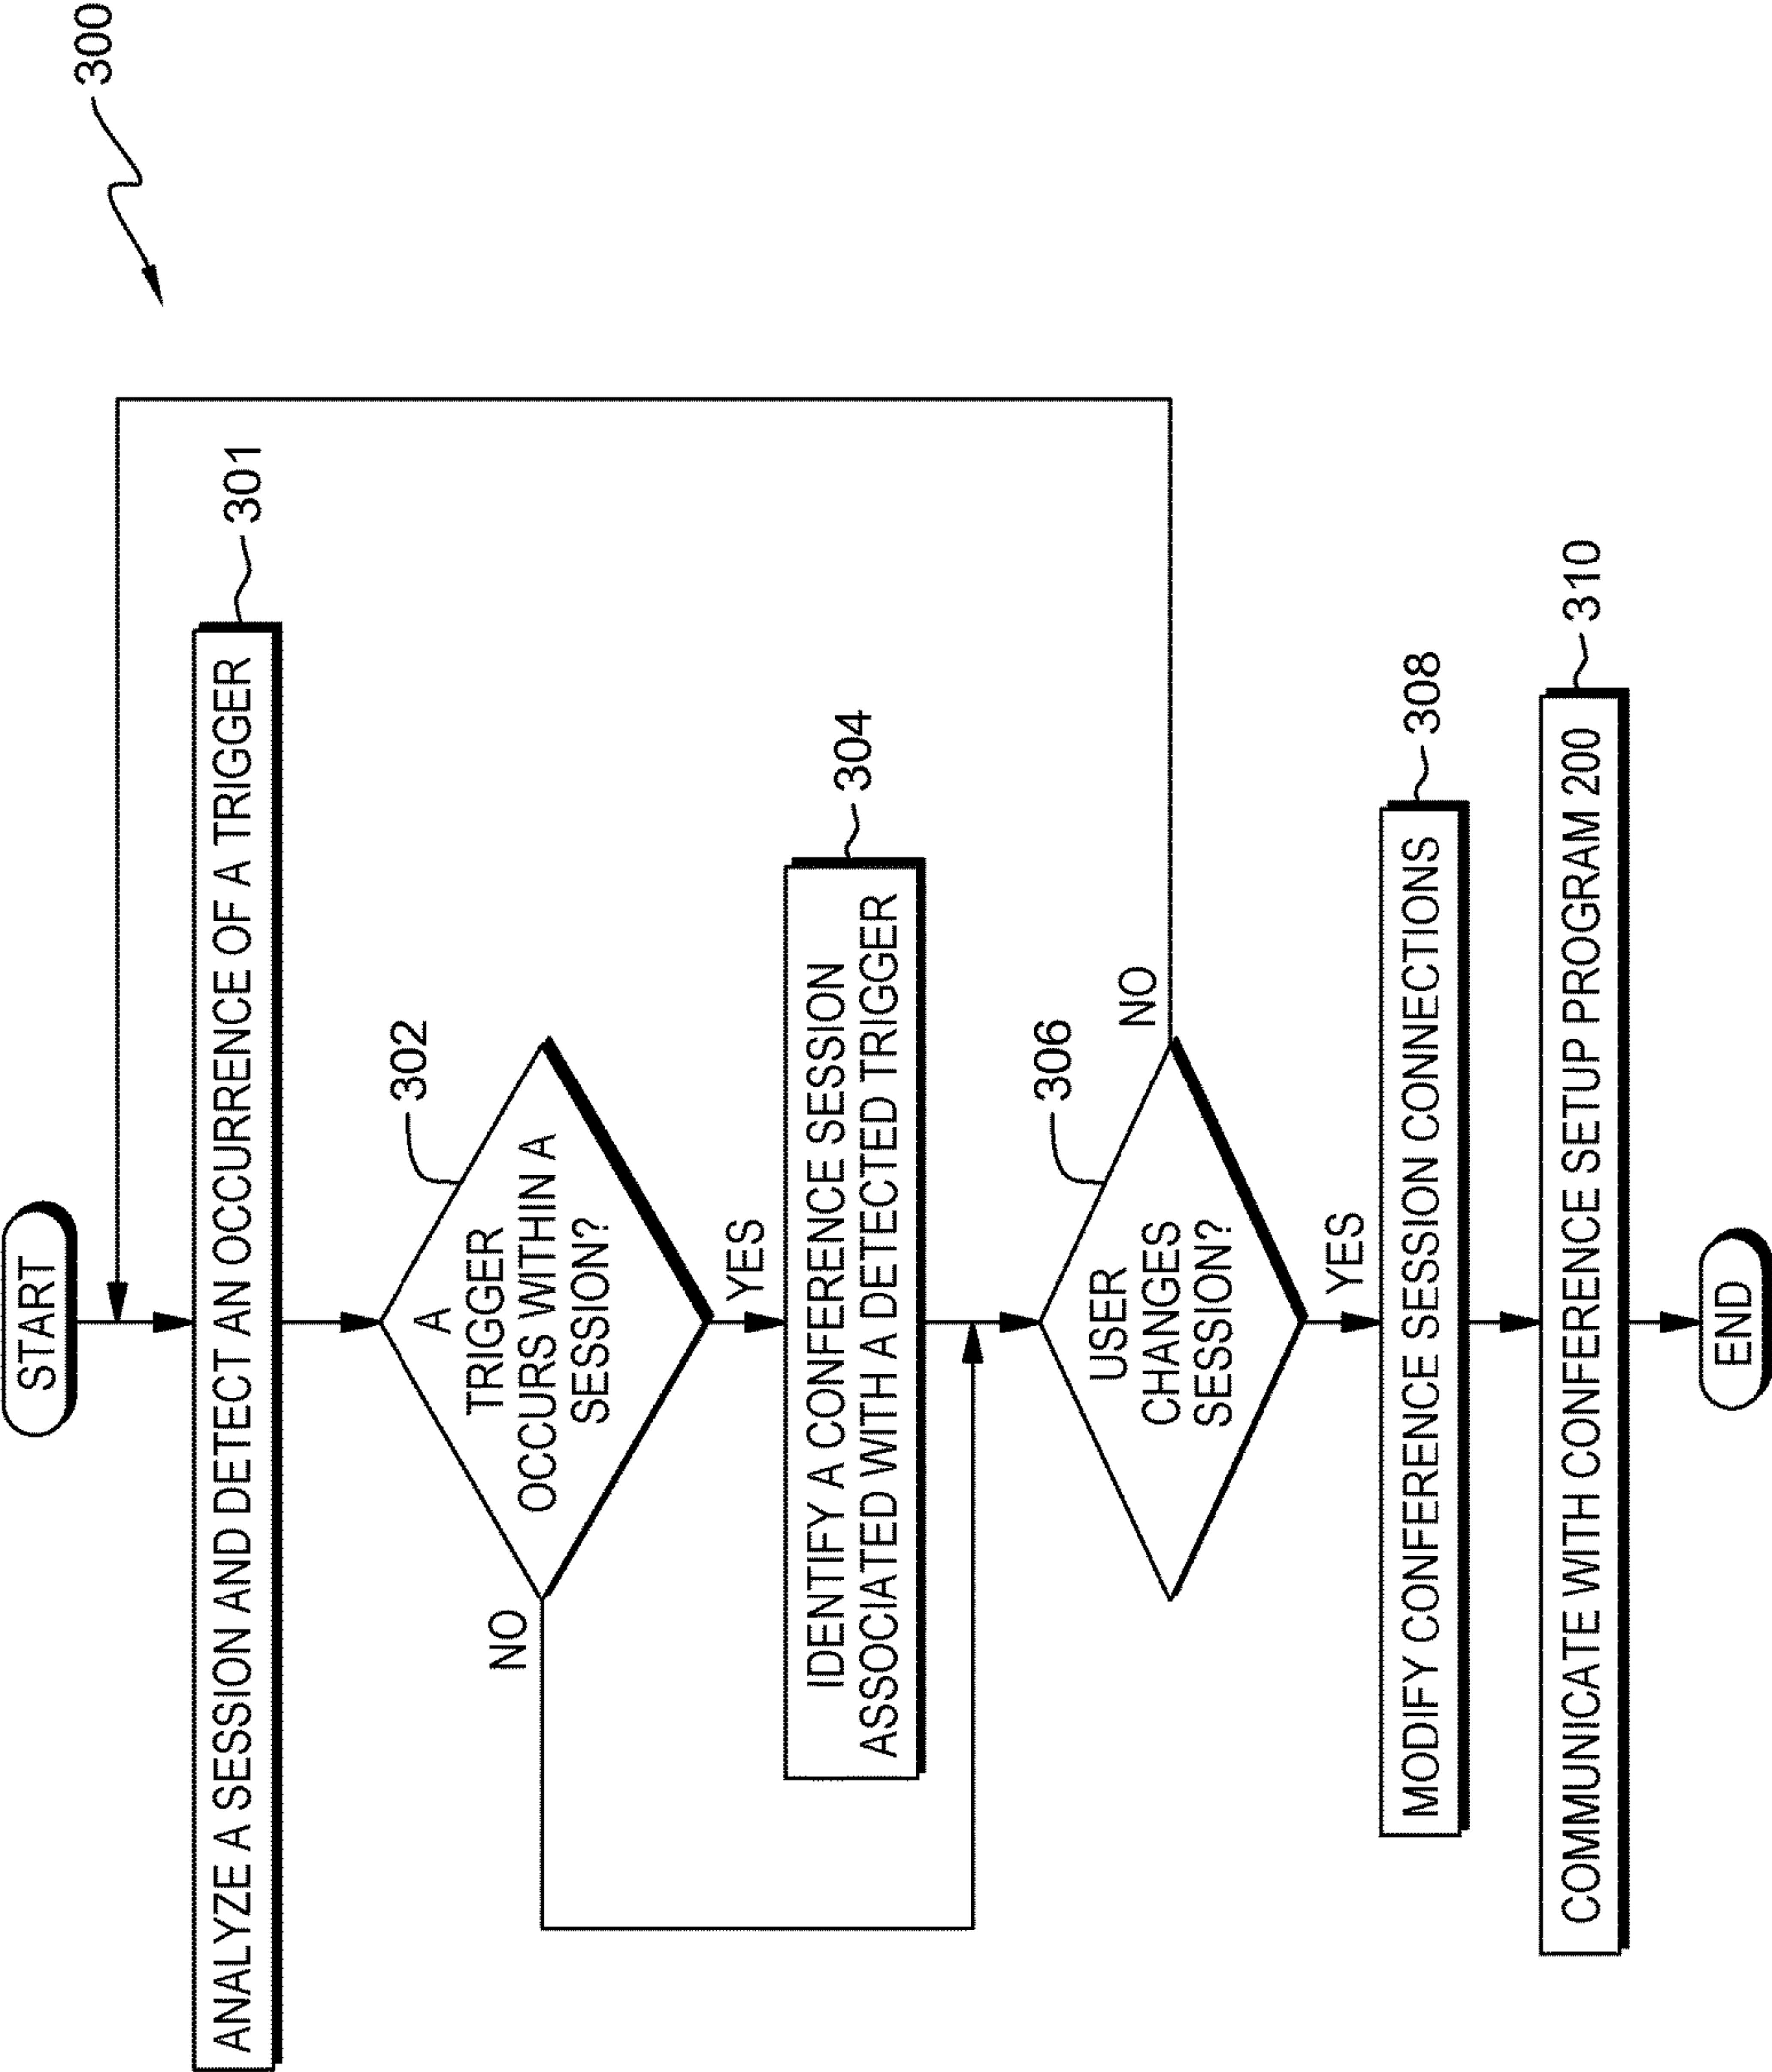 300
START
ANALYZE A SESSION AND DETECT AN OCCURRENCE OF A TRIGGER
301
302
A
TRIGGER
OCCURS WITHIN A
SESSION?
NO
YES
IDENTIFY A CONFERENCE SESSION
ASSOCIATED WITH A DETECTED TRIGGER
304
306
USER
CHANGES
SESSION?
NO
YES
MODIFY CONFERENCE SESSION CONNECTIONS
308
COMMUNICATE WITH CONFERENCE SETUP PROGRAM 200
310
END